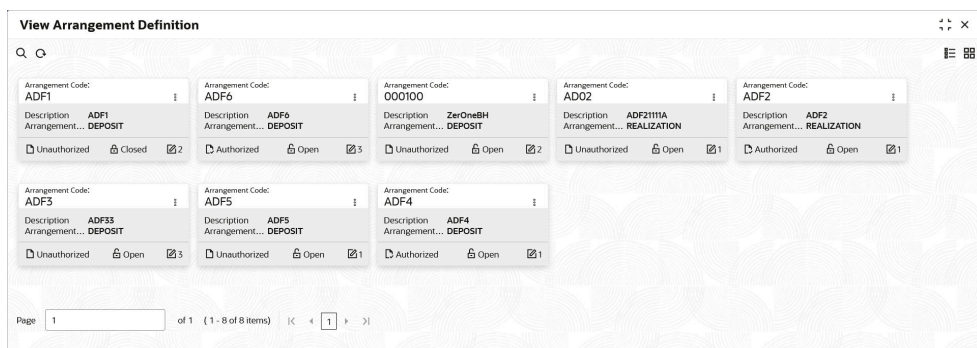 View Arrangement Definition
Arrangement Code: Arrangement Code: Arrangement Code: Arrangement Code: Arrangement Code:
ADF1 ADF6 000100 AD02 ADF2
Description ADF1 Description ADF6 Description ZerOneBH Description ADF21111A Description ADF2
Arrangement... DEPOSIT Arrangement... DEPOSIT Arrangement... DEPOSIT Arrangement... REALIZATION Arrangement... REALIZATION
Unauthorized Closed 2 Authorized Open 3 Unauthorized Open 2 Unauthorized Open 1 Authorized Open 1
Arrangement Code: Arrangement Code: Arrangement Code:
ADF3 ADF5 ADF4
Description ADF33 Description ADF5 Description ADF4
Arrangement... DEPOSIT Arrangement... DEPOSIT Arrangement... DEPOSIT
Unauthorized Open 3 Unauthorized Open 1 Authorized Open 1
Page 1 of 1 ( 1 - 8 of 8 items) 1